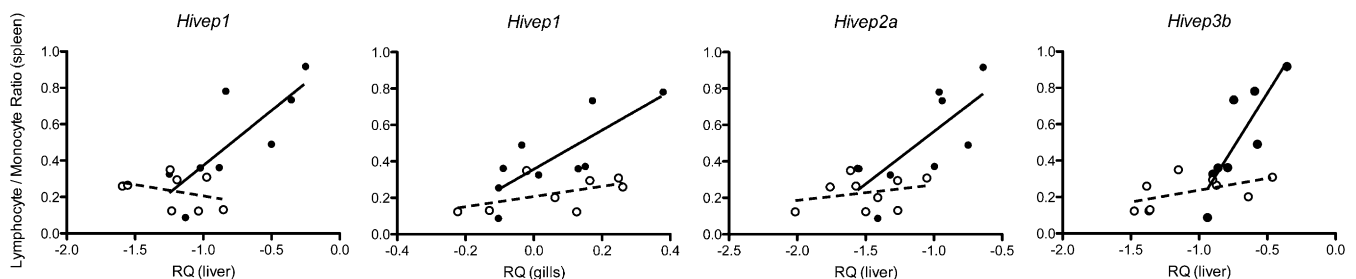 Hivep1 Hivep1 Hivep2a Hivep3b
Lymphocyte / Monocyte Ratio (spleen)
1.0 1.0 1.0 1.0
0.8 0.8 0.8 0.8
0.6 0.6 0.6 0.6
0.4 0.4 0.4 0.4
0.2 0.2 0.2 0.2
0.0 0.0 0.0 0.0
-2.0 -1.5 -1.0 -0.5 0.0 -0.4 -0.2 0.0 0.2 0.4 -2.5 -2.0 -1.5 -1.0 -0.5 -2.0 -1.5 -1.0 -0.5 0.0
RQ (liver) RQ (gills) RQ (liver) RQ (liver)